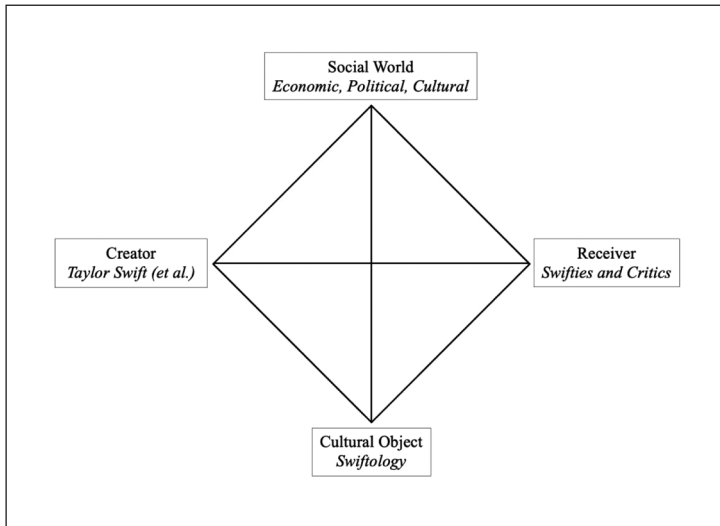 Social World
Economic, Political, Cultural
Creator
Taylor Swift (et al.)
Receiver
Swifties and Critics
Cultural Object
Swiftology